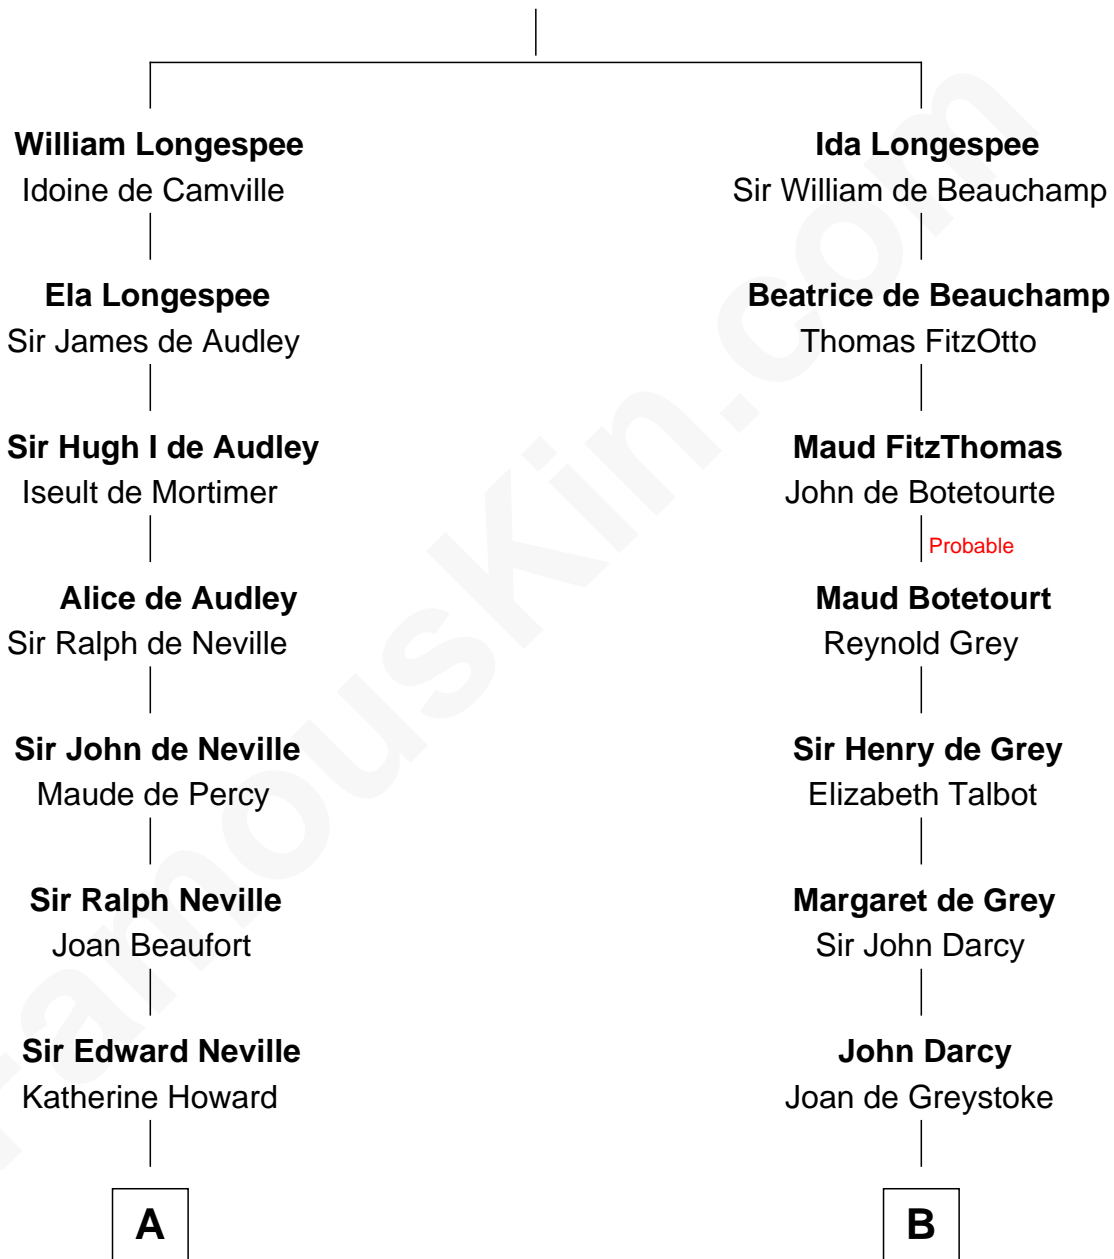 William Longespee
Idoine de Camville
Ela Longespee
Sir James de Audley
Sir Hugh I de Audley
Iseult de Mortimer
Alice de Audley
Sir Ralph de Neville
Sir John de Neville
Maude de Percy
Sir Ralph Neville
Joan Beaufort
Sir Edward Neville
Katherine Howard
A
Ida Longespee
Sir William de Beauchamp
Beatrice de Beauchamp
Thomas FitzOtto
Maud FitzThomas
John de Botetourte
Probable
Maud Botetourt
Reynold Grey
Sir Henry de Grey
Elizabeth Talbot
Margaret de Grey
Sir John Darcy
John Darcy
Joan de Greystoke
B
FamousKin.com